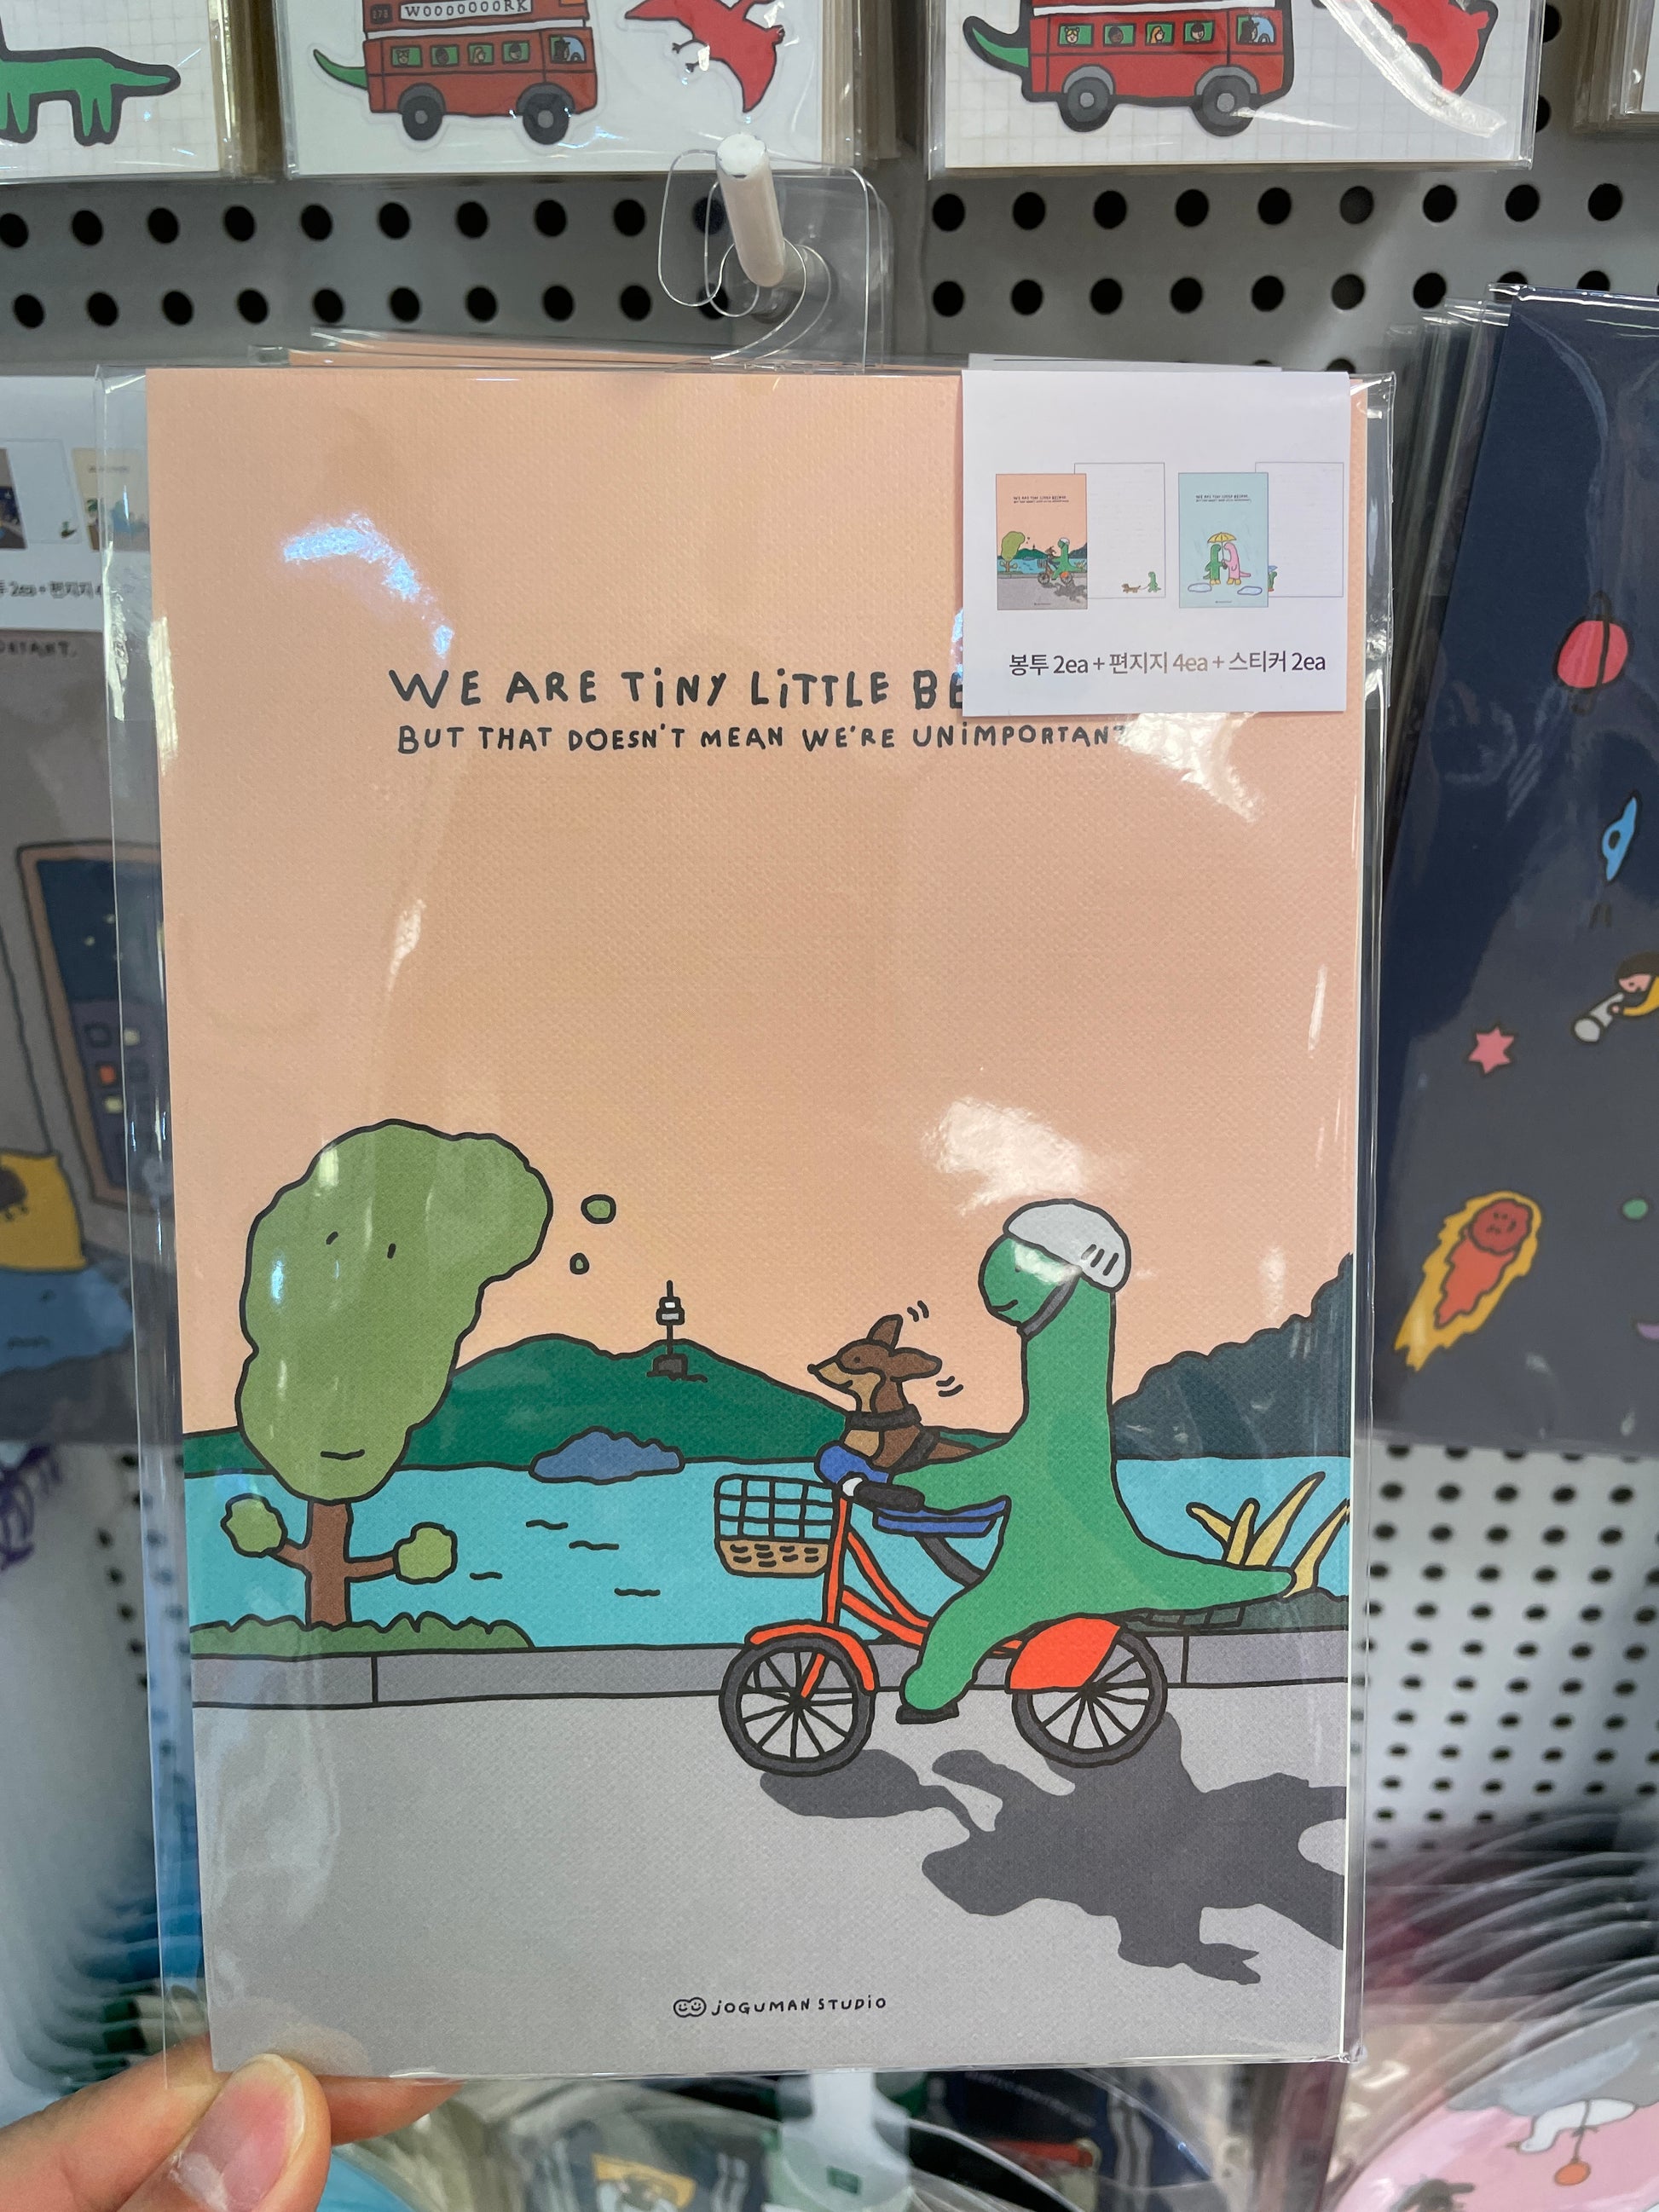 WOOOOOOORK
봉투 2ea + 편지지 4ea + 스티커 2ea
WE ARE TiNY LiTTLE BE
BUT THAT DOESN'T MEAN WE'RE UNiMPORTANT
JOGUMAN STUDiO